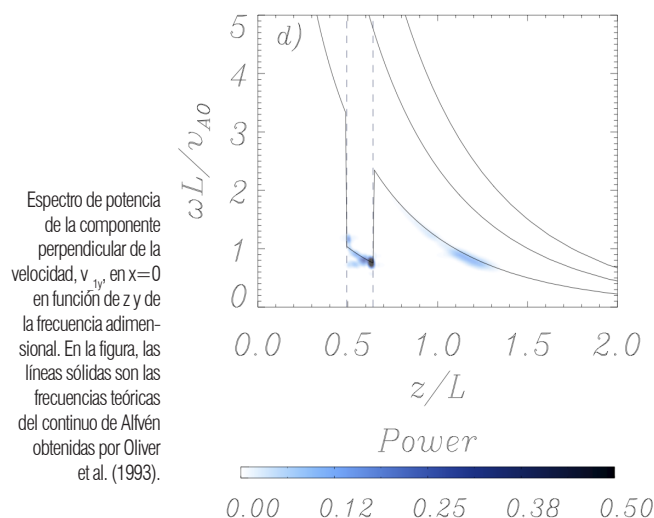 Espectro de potencia
de la componente
perpendicular de la
velocidad, v_1y, en x=0
en función de z y de
la frecuencia adimen-
sional. En la figura, las
líneas sólidas son las
frecuencias teóricas
del continuo de Alfvén
obtenidas por Oliver
et al. (1993).
d)
5
4
3
2
1
0
ωL/v_A0
0.0 0.5 1.0 1.5 2.0
z/L
Power
0.00 0.12 0.25 0.38 0.50